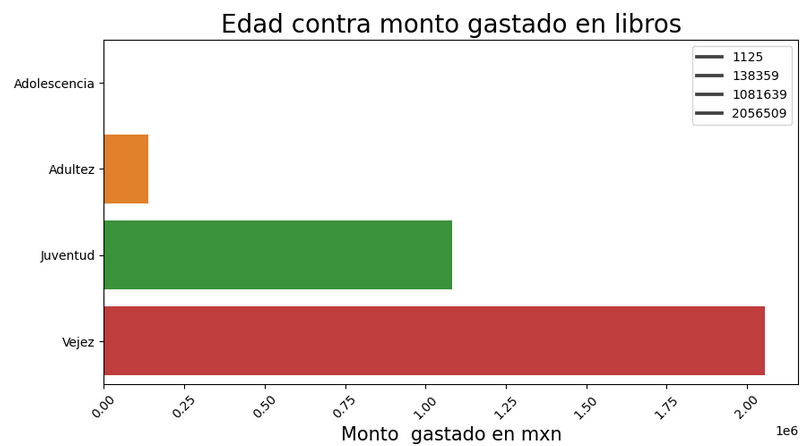 Edad contra monto gastado en libros
1125
138359
1081639
2056509
Adolescencia
Adultez
Juventud
Vejez
0.00 0.25 0.50 0.75 1.00 1.25 1.50 1.75 2.00
1e6
Monto  gastado en mxn